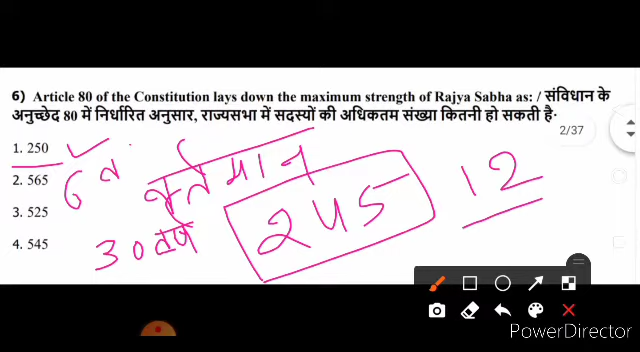 6) Article 80 of the Constitution lays down the maximum strength of Rajya Sabha as: / संविधान के
अनुच्छेद 80 में निर्धारित अनुसार, राज्यसभा में सदस्यों की अधिकतम संख्या कितनी हो सकती है·
2/37
1. 250
2. 565
3. 525
4. 545
वर्तमान
245
12
30 वर्ष
PowerDirector